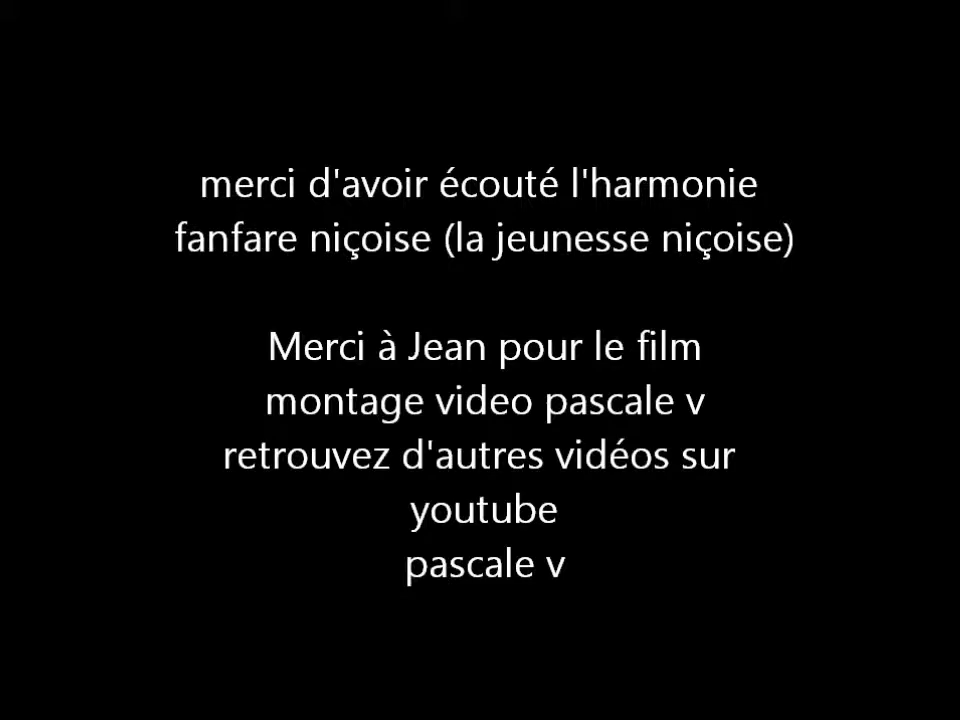 merci d'avoir écouté l'harmonie
fanfare niçoise (la jeunesse niçoise)
Merci à Jean pour le film
montage video pascale v
retrouvez d'autres vidéos sur
youtube
pascale v